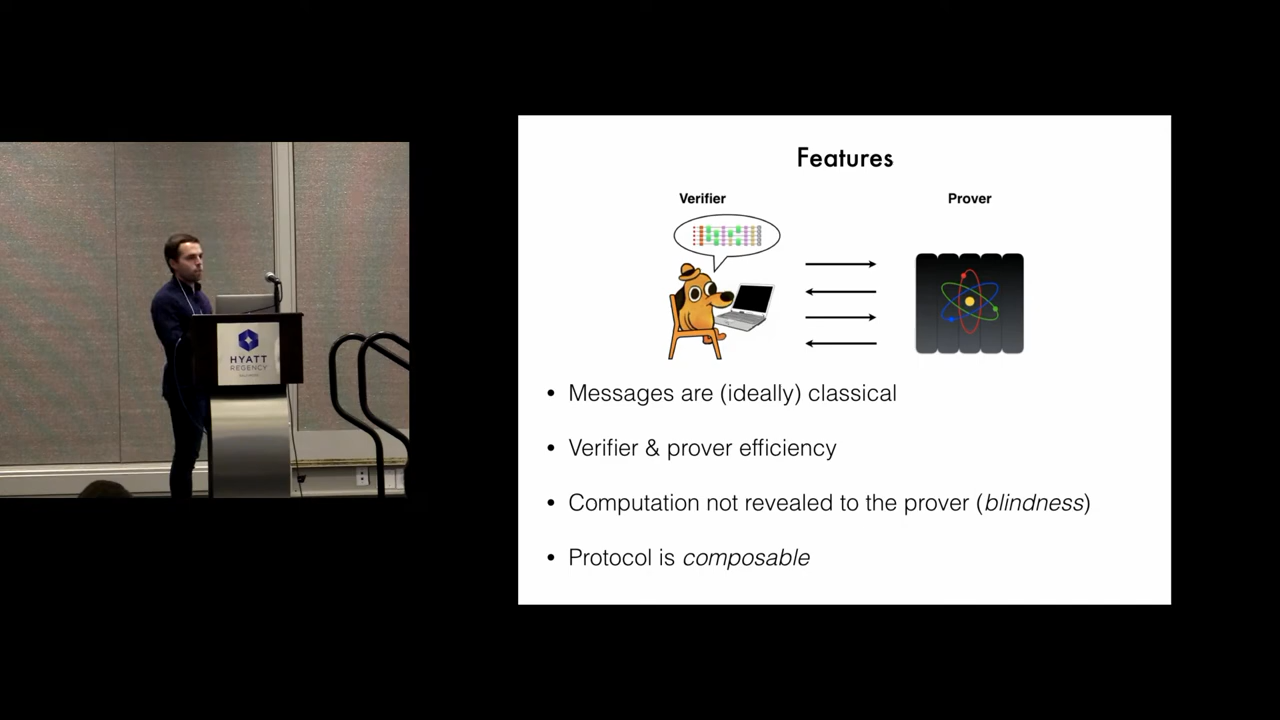 Features
Verifier
Prover
• Messages are (ideally) classical
• Verifier & prover efficiency
• Computation not revealed to the prover (blindness)
• Protocol is composable
HYATT
REGENCY